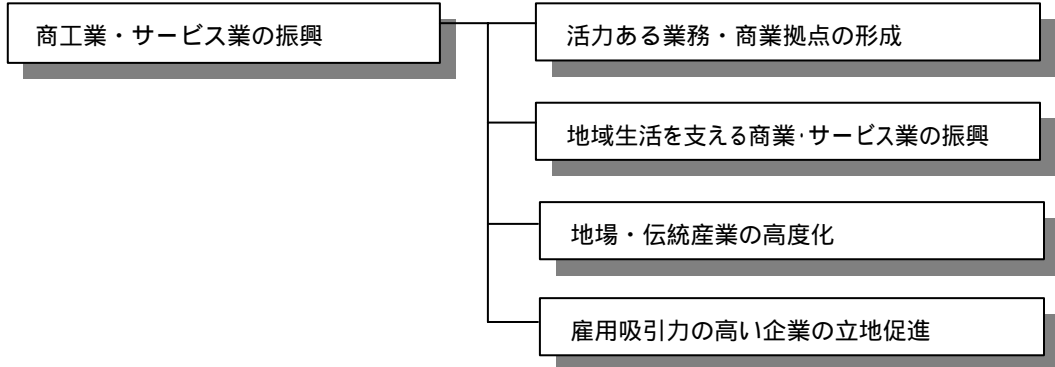 商工業・サービス業の振興
活力ある業務・商業拠点の形成
地域生活を支える商業･サービス業の振興
地場・伝統産業の高度化
雇用吸引力の高い企業の立地促進